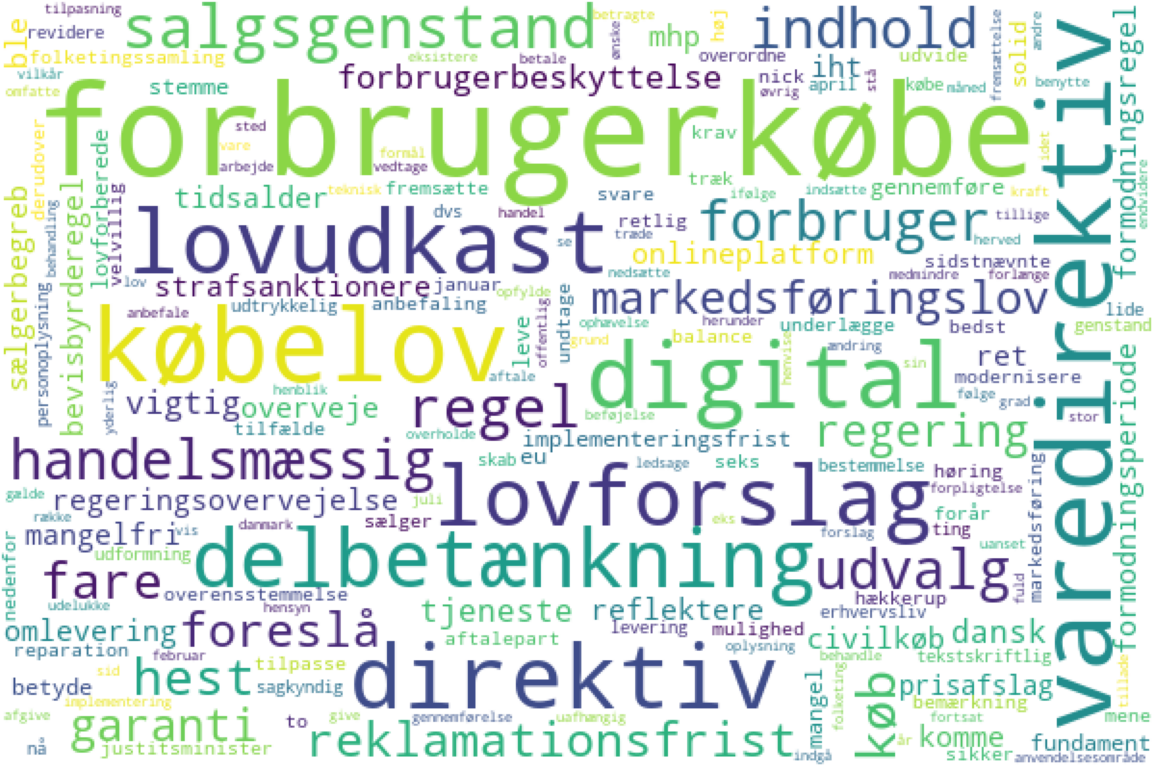 tilpasning
salgsgenstand
betragte
høj
indhold
solid
ændre
formodningsregel
revidere
ble
folketingssamling
eksistere
betale
ønske
mhp
overordne
udvide
fremsættelse
varedirektiv
vilkår
omfatte
stemme
forbrugerbeskyttelse
nick
øvrig
iht
april
stå
købe
måned
benytte
forbrugerkøbe
derudover
sted
vare
arbejde
formål
vedtage
krav
idet
endvidere
sælgerbegreb
bevisbyrderegel
lovforberede
velvillig
behandling
tidsalder
teknisk
fremsætte
træk
ifølge
indsætte
gennemføre
kraft
svare
lovudkast
dvs
handel
retlig
træde
forbruger
tillige
herved
se
onlineplatform
sidstnævnte
nedsætte
medmindre
forlænge
lov
strafsanktionere
januar
opfylde
markedsføringslov
personoplysning
udtrykkelig
anbefaling
undtage
lide
anbefale
købelov
leve
offentlig
ophævelse
herunder
underlægge
bedst
genstand
grund
balance
ændring
digital
henvise
sin
ret
modernisere
aftale
henblik
yderlig
vigtig
overveje
regel
beføjelse
følge
grad
stor
formodningsperiode
tilfælde
overholde
implementeringsfrist
regering
handelsmæssig
skab
eu
ledsage
seks
bestemmelse
høring
markedsføring
gælde
regeringsovervejelse
juli
lovforslag
forpligtelse
række
mangelfri
vis
danmark
sælger
eks
forår
ting
nedenfor
udformning
delbetænkning
forslag
uanset
fare
overensstemmelse
udvalg
fuld
udelukke
hensyn
tjeneste
reflektere
hækkerup
erhvervsliv
omlevering
foreslå
aftalepart
levering
mulighed
oplysning
civilkøb
dansk
reparation
februar
tilpasse
direktiv
behandle
tekstskriftlig
sid
hest
betyde
sagkyndig
folketing
mangel
køb
prisafslag
tillade
implementering
bemærkning
afgive
garanti
to
give
gennemførelse
uafhængig
fortsat
mene
nå
justitsminister
reklamationsfrist
indgå
år
komme
fundament
sikker
anvendelsesområde